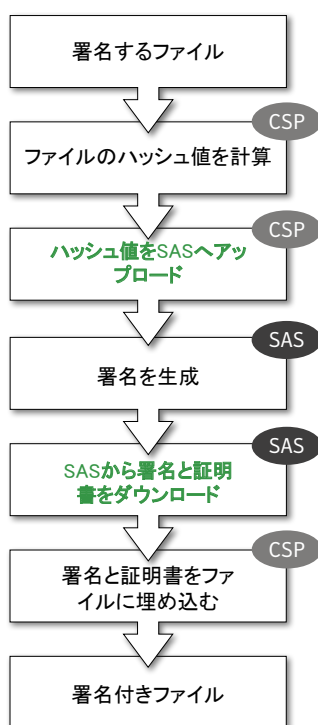 署名するファイル
CSP
ファイルのハッシュ値を計算
CSP
ハッシュ値をSASへアッ
プロード
SAS
署名を生成
SAS
SASから署名と証明
書をダウンロード
CSP
署名と証明書をファ
イルに埋め込む
署名付きファイル